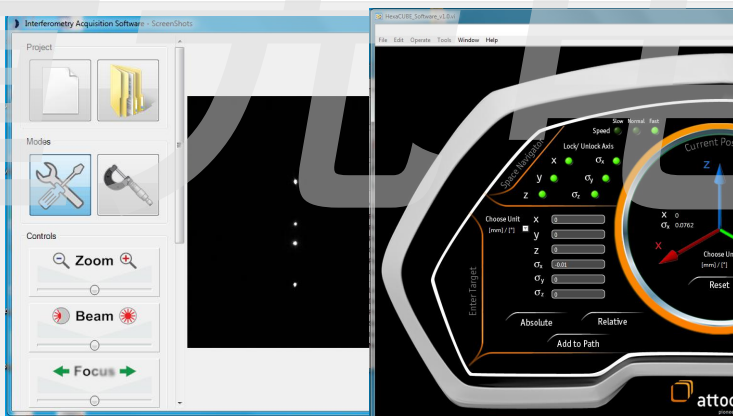 Interferometry Acquisition Software - ScreenShots
Project
Modes
Controls
Zoom
Beam
Focus
HexaCUBE_Software_v1.0.vi
File Edit Operate Tools Window Help
Slow Normal Fast
Speed
Space Navigator
Lock/ Unlock Axis
x σx
y σy
z σz
Choose Unit
[mm] / [°]
X 0
y 0
Z 0
σx -0.01
σy 0
σz 0
Enter Target
Absolute Relative
Add to Path
Current Pos
Z
X
X 0
σx 0.0762
Choose Un
[mm] / [°]
Reset
attoc
pione